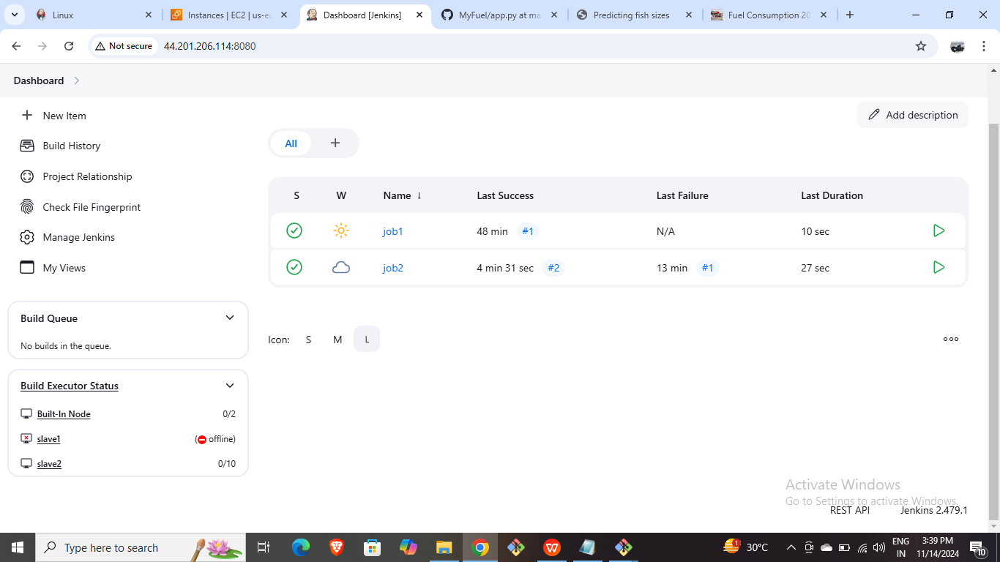 Linux
Instances | EC2 | us-ea
Dashboard [Jenkins]
MyFuel/app.py at ma
Predicting fish sizes
Fuel Consumption 20
Not secure
44.201.206.114:8080
Dashboard
New Item
Build History
Project Relationship
Check File Fingerprint
Manage Jenkins
My Views
Build Queue
No builds in the queue.
Build Executor Status
Built-In Node 0/2
slave1 (offline)
slave2 0/10
Add description
All +
S W Name ↓ Last Success Last Failure Last Duration
job1 48 min #1 N/A 10 sec
job2 4 min 31 sec #2 13 min #1 27 sec
Icon: S M L
Activate Windows
Go to Settings to activate Windows.
REST API Jenkins 2.479.1
Type here to search
1
30°C
ENG
IN
3:39 PM
11/14/2024
10